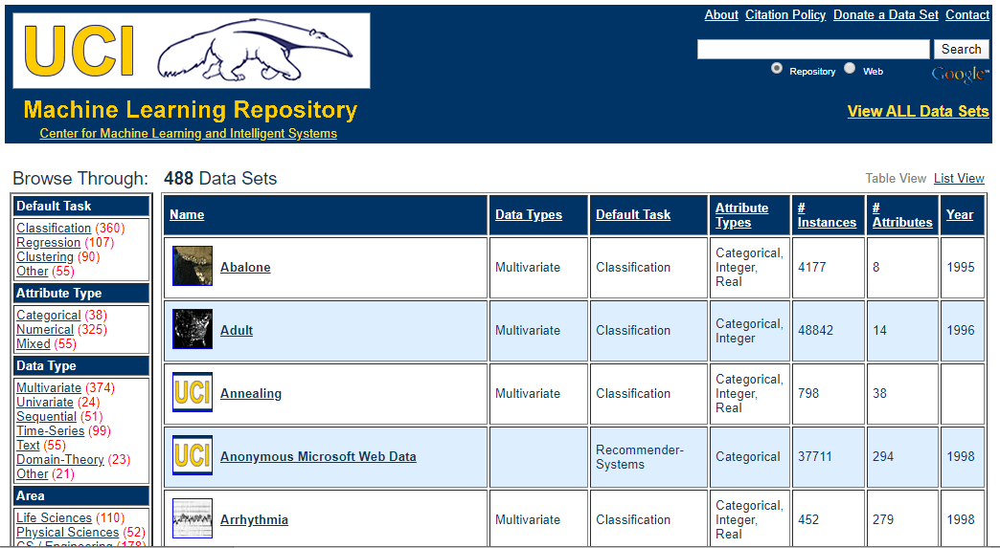 About Citation Policy Donate a Data Set Contact
UCI
Search
Repository Web
Google™
Machine Learning Repository
Center for Machine Learning and Intelligent Systems
View ALL Data Sets
Browse Through:
Default Task
Classification (360)
Regression (107)
Clustering (90)
Other (55)
Attribute Type
Categorical (38)
Numerical (325)
Mixed (55)
Data Type
Multivariate (374)
Univariate (24)
Sequential (51)
Time-Series (99)
Text (55)
Domain-Theory (23)
Other (21)
Area
Life Sciences (110)
Physical Sciences (52)
CS / Engineering (178)
488 Data Sets
Table View List View
Name Data Types Default Task Attribute Types # Instances # Attributes Year
Abalone Multivariate Classification Categorical, Integer, Real 4177 8 1995
Adult Multivariate Classification Categorical, Integer 48842 14 1996
UCI Annealing Multivariate Classification Categorical, Integer, Real 798 38
UCI Anonymous Microsoft Web Data Recommender-Systems Categorical 37711 294 1998
Arrhythmia Multivariate Classification Categorical, Integer, Real 452 279 1998